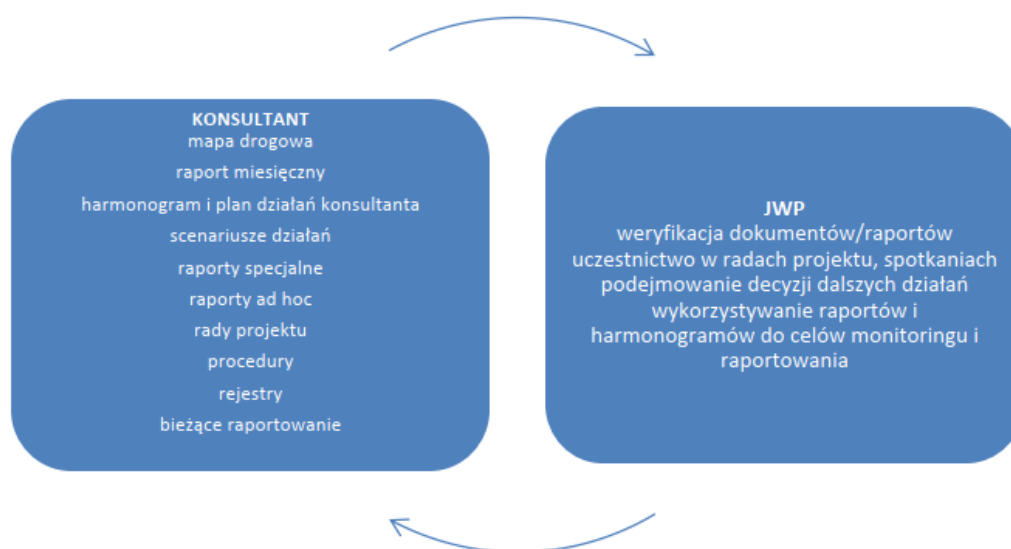 KONSULTANT
mapa drogowa
raport miesięczny
harmonogram i plan działań konsultanta
scenariusze działań
raporty specjalne
raporty ad hoc
rady projektu
procedury
rejestry
bieżące raportowanie
JWP
weryfikacja dokumentów/raportów
uczestnictwo w radach projektu, spotkaniach
podejmowanie decyzji dalszych działań
wykorzystywanie raportów i
harmonogramów do celów monitoringu i
raportowania